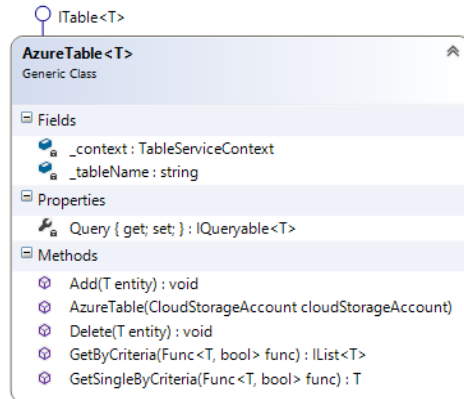 ITable<T>
AzureTable<T>
Generic Class
Fields
_context : TableServiceContext
_tableName : string
Properties
Query { get; set; } : IQueryable<T>
Methods
Add(T entity) : void
AzureTable(CloudStorageAccount cloudStorageAccount)
Delete(T entity) : void
GetByCriteria(Func<T, bool> func) : IList<T>
GetSingleByCriteria(Func<T, bool> func) : T